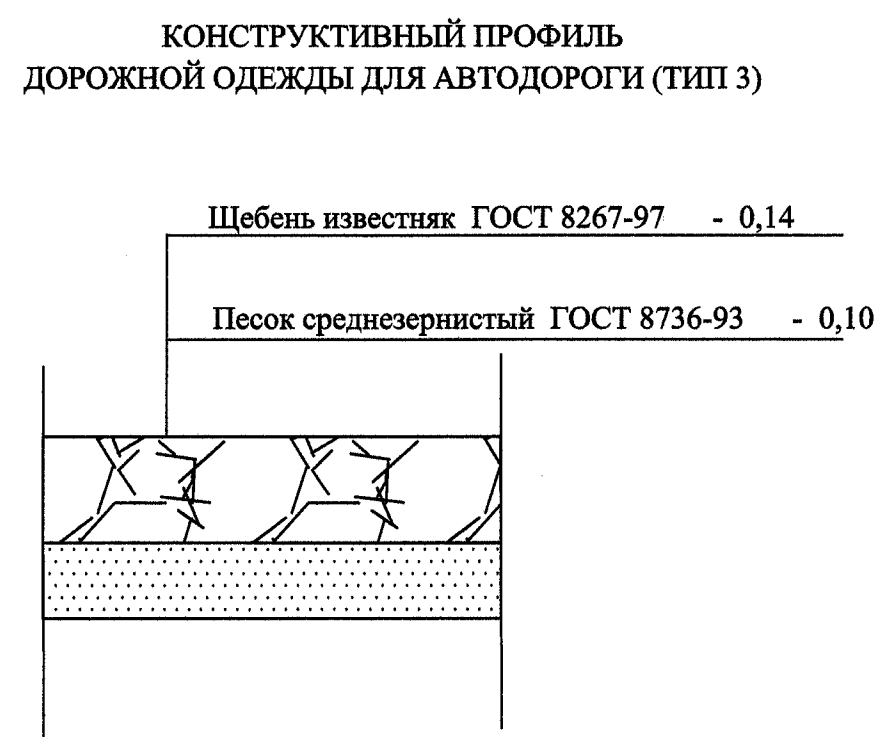 КОНСТРУКТИВНЫЙ ПРОФИЛЬ
ДОРОЖНОЙ ОДЕЖДЫ ДЛЯ АВТОДОРОГИ (ТИП 3)
Щебень известняк ГОСТ 8267-97 - 0,14
Песок среднезернистый ГОСТ 8736-93 - 0,10